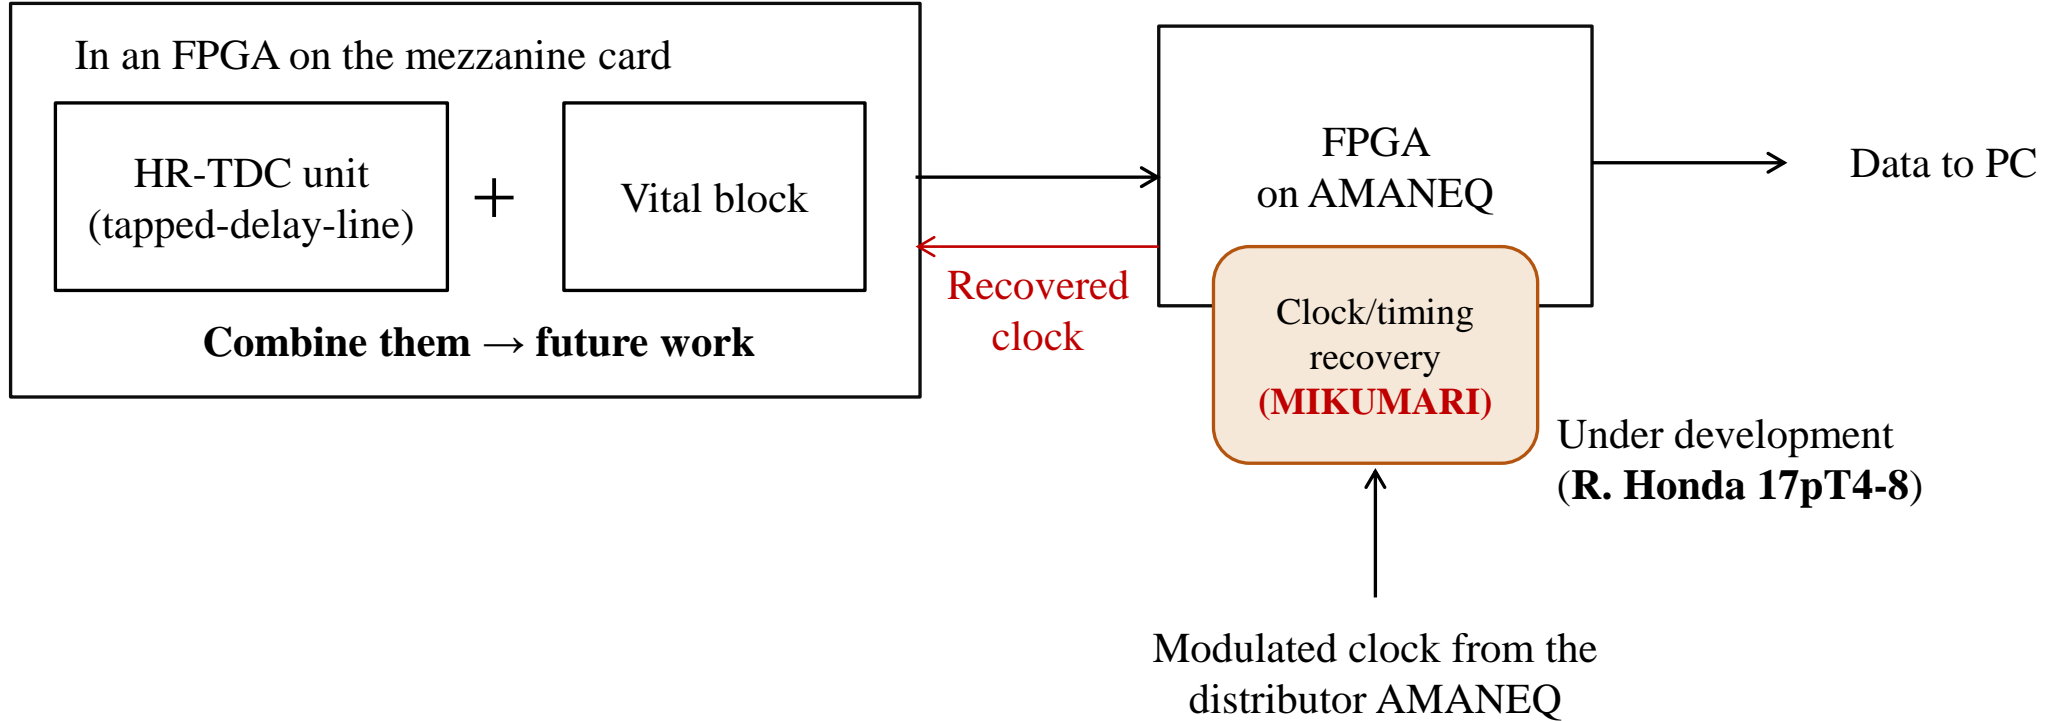 In an FPGA on the mezzanine card
HR-TDC unit
(tapped-delay-line)
+
Vital block
Combine them → future work
Recovered
clock
FPGA
on AMANEQ
Clock/timing
recovery
(MIKUMARI)
Data to PC
Under development
(R. Honda 17pT4-8)
Modulated clock from the
distributor AMANEQ